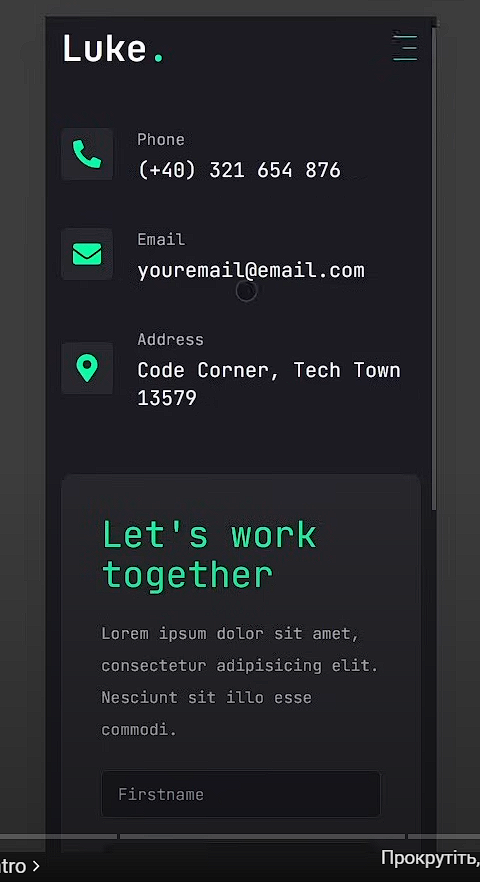 Luke.
Phone
(+40) 321 654 876
Email
youremail@email.com
Address
Code Corner, Tech Town
13579
Let's work
together
Lorem ipsum dolor sit amet,
consectetur adipisicing elit.
Nesciunt sit illo esse
commodi.
Firstname
ntro >
Прокрутіть,